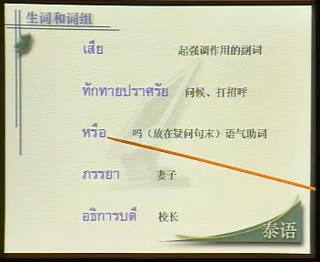 生词和词组
เสีย 起强调作用的副词
ทักทายปราศรัย 问候、打招呼
หรือ 吗（放在疑问句末）语气助词
ภรรยา 妻子
อธิการบดี 校长
泰语